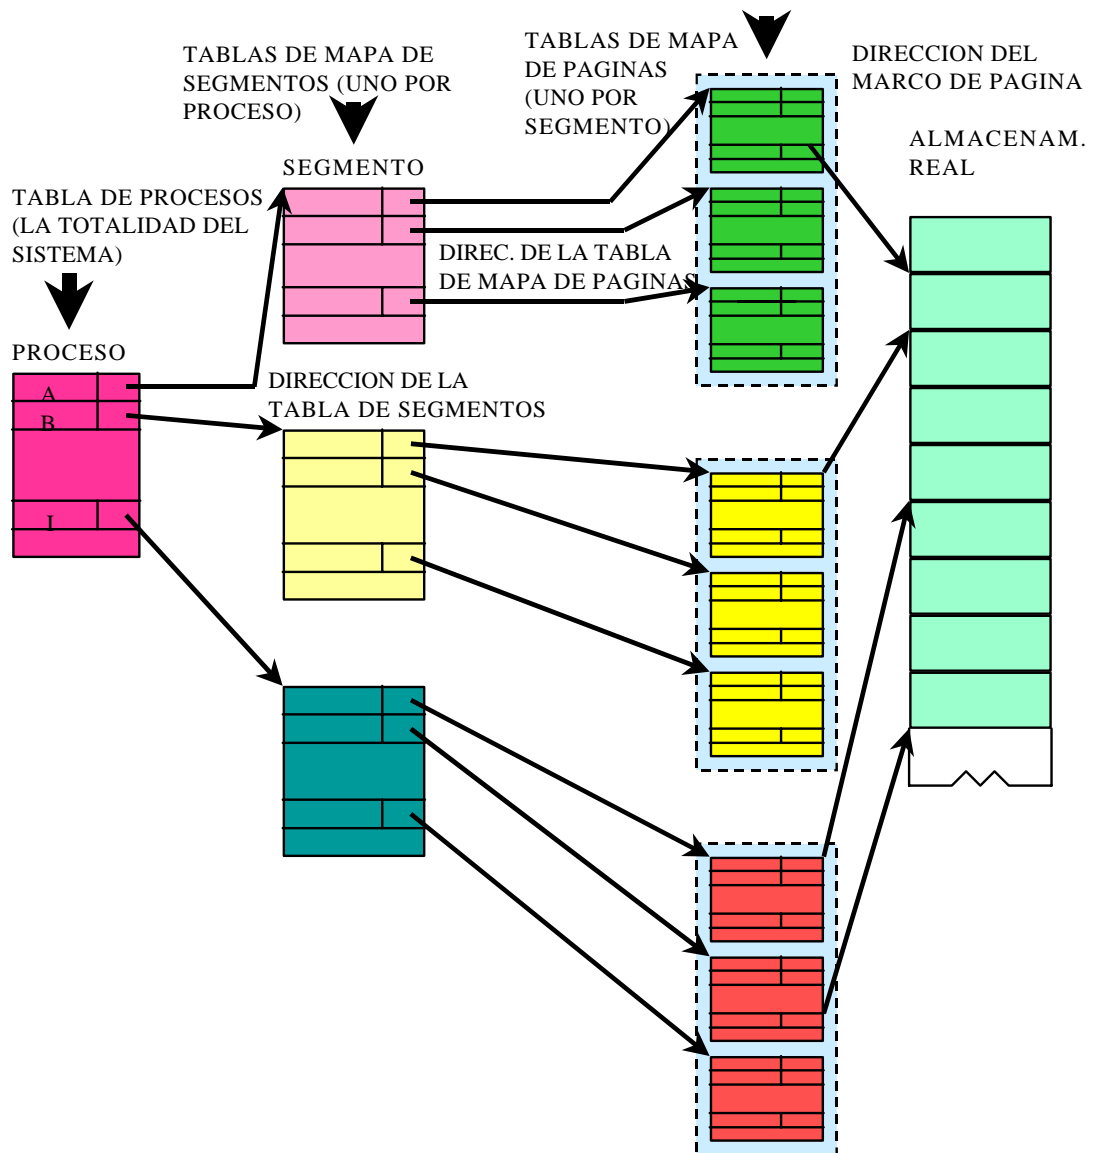 TABLAS DE MAPA DE
SEGMENTOS (UNO POR
PROCESO)
TABLAS DE MAPA
DE PAGINAS
(UNO POR
SEGMENTO)
DIRECCION DEL
MARCO DE PAGINA
ALMACENAM.
REAL
SEGMENTO
TABLA DE PROCESOS
(LA TOTALIDAD DEL
SISTEMA)
DIREC. DE LA TABLA
DE MAPA DE PAGINAS
PROCESO
A
B
I
DIRECCION DE LA
TABLA DE SEGMENTOS